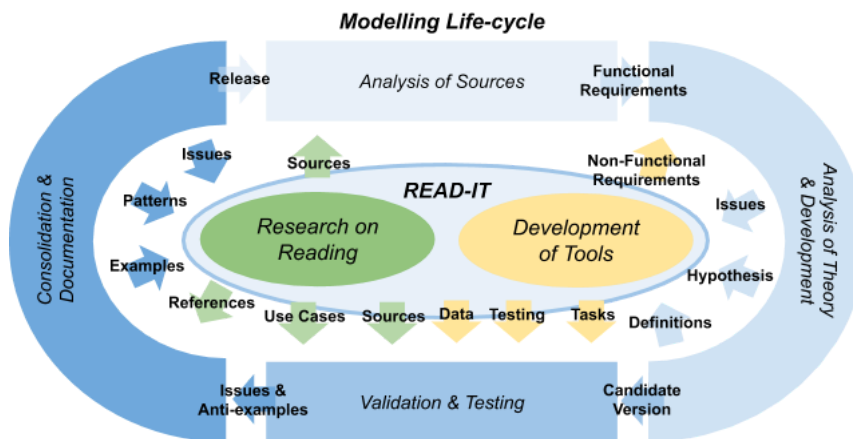 Modelling Life-cycle
Release
Analysis of Sources
Functional
Requirements
Issues
Sources
Non-Functional
Requirements
READ-IT
Patterns
Research on
Reading
Development
of Tools
Issues
Consolidation &
Documentation
Analysis of Theory
& Development
Examples
Hypothesis
References
Use Cases
Sources
Data
Testing
Tasks
Definitions
Issues &
Anti-examples
Validation & Testing
Candidate
Version